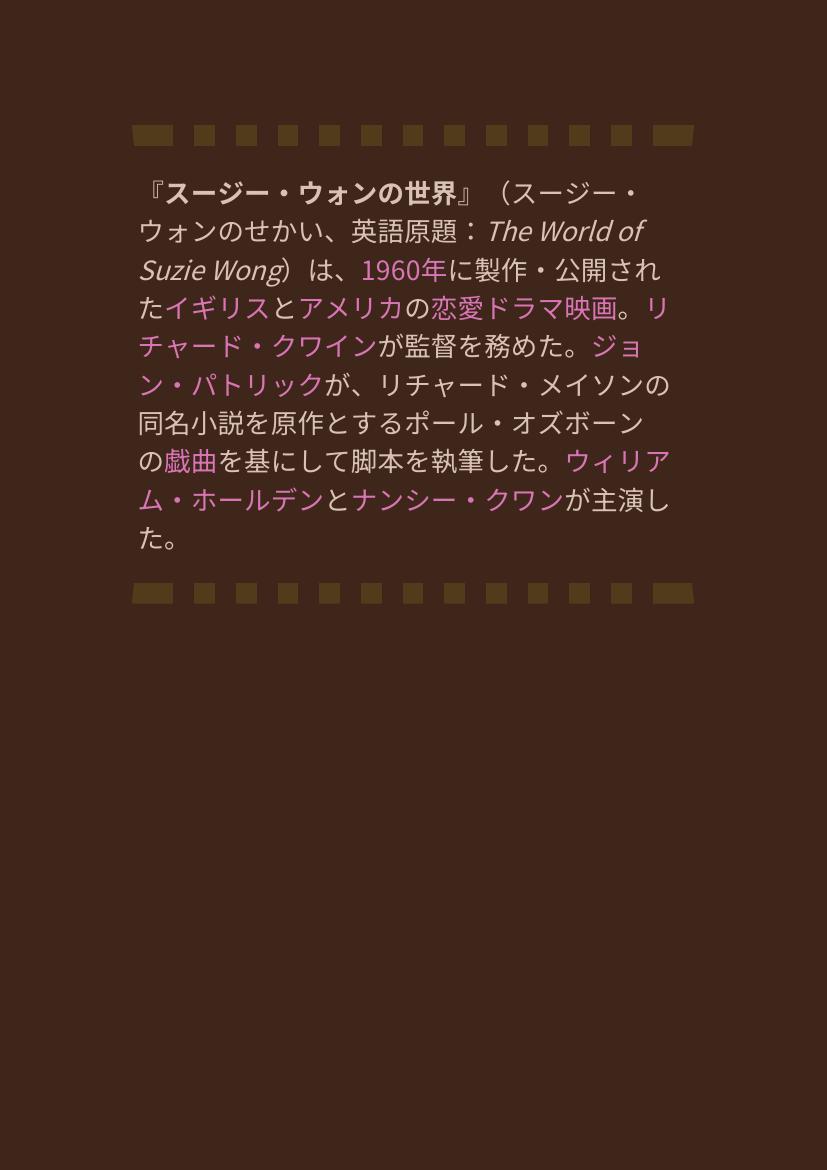 『スージー・ウォンの世界』（スージー・
ウォンのせかい、英語原題：The World of
Suzie Wong）は、1960年に製作・公開され
たイギリスとアメリカの恋愛ドラマ映画。リ
チャード・クワインが監督を務めた。ジョ
ン・パトリックが、リチャード・メイソンの
同名小説を原作とするポール・オズボーン
の戯曲を基にして脚本を執筆した。ウィリア
ム・ホールデンとナンシー・クワンが主演し
た。